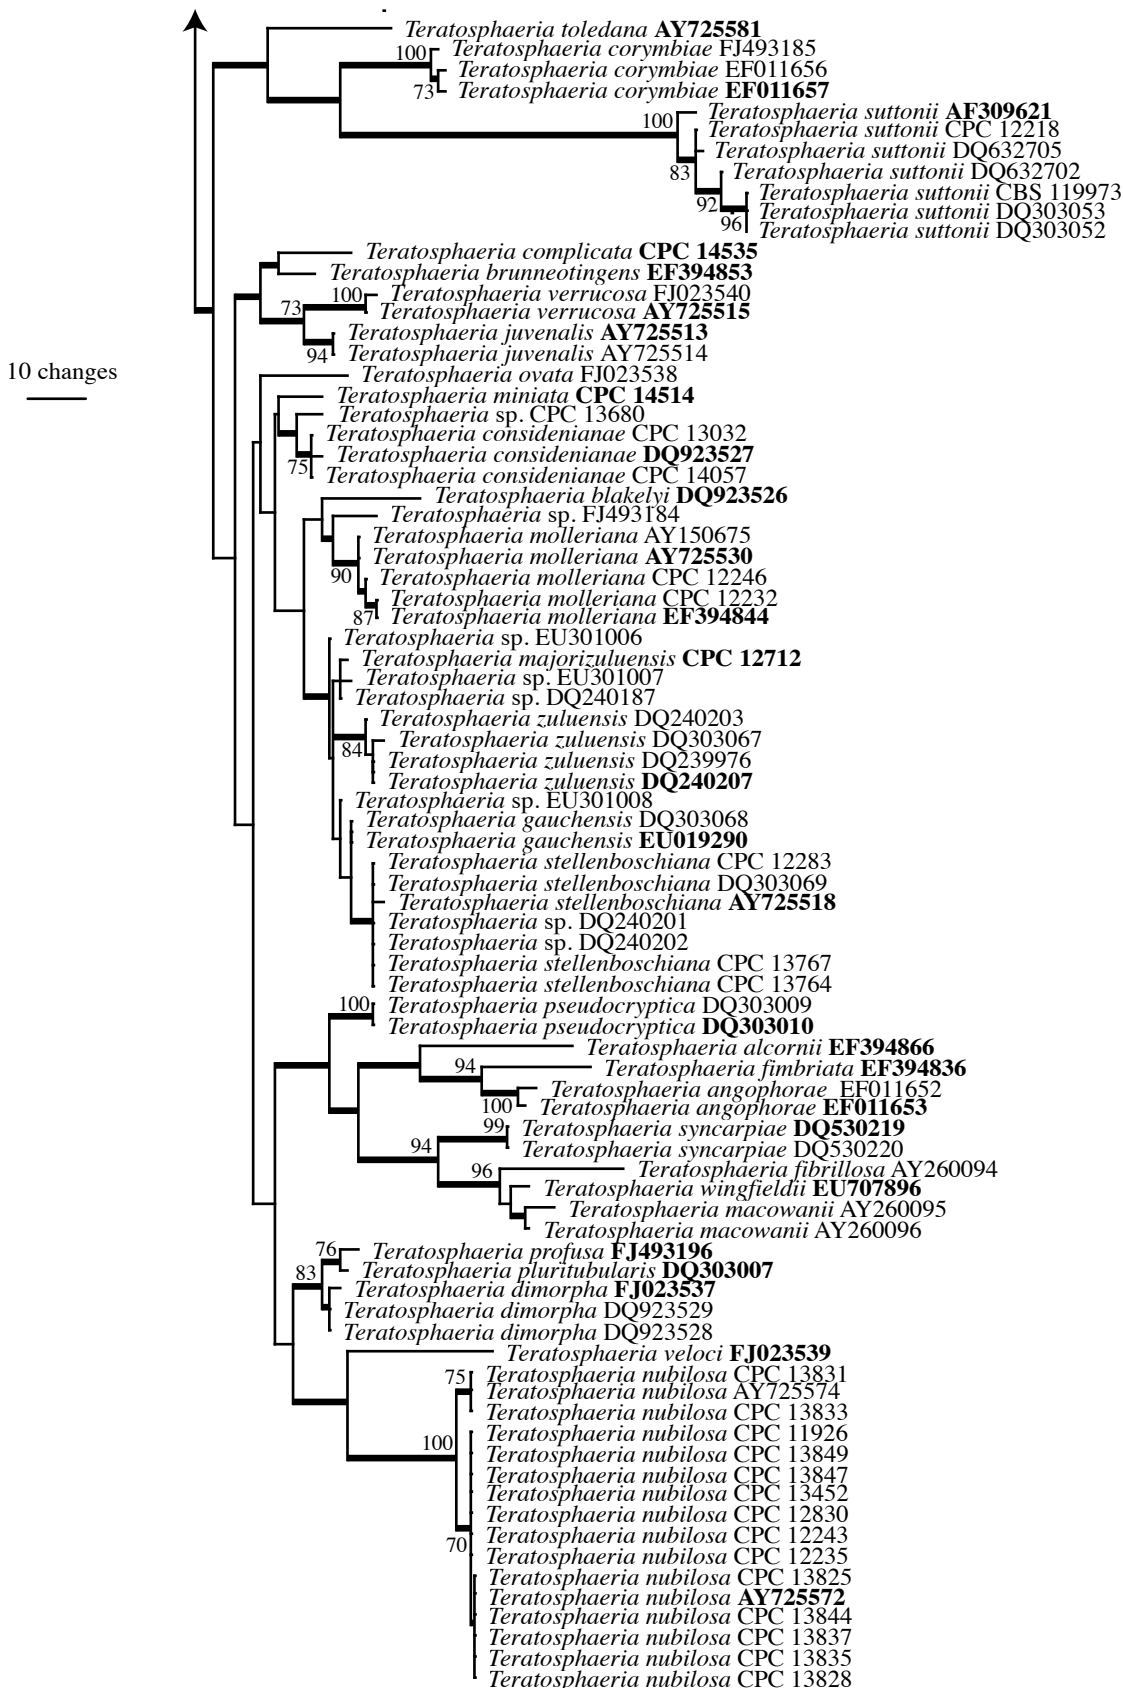 Teratosphaeria toledana AY725581
100
Teratosphaeria corymbiae FJ493185
Teratosphaeria corymbiae EF011656
73
Teratosphaeria corymbiae EF011657
100
Teratosphaeria suttonii AF309621
Teratosphaeria suttonii CPC 12218
Teratosphaeria suttonii DQ632705
83
Teratosphaeria suttonii DQ632702
92
Teratosphaeria suttonii CBS 119973
Teratosphaeria suttonii DQ303053
96
Teratosphaeria suttonii DQ303052
Teratosphaeria complicata CPC 14535
Teratosphaeria brunneotingens EF394853
100
Teratosphaeria verrucosa FJ023540
73
Teratosphaeria verrucosa AY725515
Teratosphaeria juvenalis AY725513
94
Teratosphaeria juvenalis AY725514
10 changes
Teratosphaeria ovata FJ023538
Teratosphaeria miniata CPC 14514
Teratosphaeria sp. CPC 13680
Teratosphaeria considenianae CPC 13032
Teratosphaeria considenianae DQ923527
75
Teratosphaeria considenianae CPC 14057
Teratosphaeria blakelyi DQ923526
Teratosphaeria sp. FJ493184
Teratosphaeria molleriana AY150675
Teratosphaeria molleriana AY725530
90
Teratosphaeria molleriana CPC 12246
Teratosphaeria molleriana CPC 12232
87
Teratosphaeria molleriana EF394844
Teratosphaeria sp. EU301006
Teratosphaeria majorizuluensis CPC 12712
Teratosphaeria sp. EU301007
Teratosphaeria sp. DQ240187
Teratosphaeria zuluensis DQ240203
84
Teratosphaeria zuluensis DQ303067
Teratosphaeria zuluensis DQ239976
Teratosphaeria zuluensis DQ240207
Teratosphaeria sp. EU301008
Teratosphaeria gauchensis DQ303068
Teratosphaeria gauchensis EU019290
Teratosphaeria stellenboschiana CPC 12283
Teratosphaeria stellenboschiana DQ303069
Teratosphaeria stellenboschiana AY725518
Teratosphaeria sp. DQ240201
Teratosphaeria sp. DQ240202
Teratosphaeria stellenboschiana CPC 13767
Teratosphaeria stellenboschiana CPC 13764
100
Teratosphaeria pseudocryptica DQ303009
Teratosphaeria pseudocryptica DQ303010
Teratosphaeria alcornii EF394866
94
Teratosphaeria fimbriata EF394836
Teratosphaeria angophorae EF011652
100
Teratosphaeria angophorae EF011653
99
Teratosphaeria syncarpiae DQ530219
94
Teratosphaeria syncarpiae DQ530220
96
Teratosphaeria fibrillosa AY260094
Teratosphaeria wingfieldii EU707896
Teratosphaeria macowanii AY260095
Teratosphaeria macowanii AY260096
76
Teratosphaeria profusa FJ493196
83
Teratosphaeria pluritubularis DQ303007
Teratosphaeria dimorpha FJ023537
Teratosphaeria dimorpha DQ923529
Teratosphaeria dimorpha DQ923528
Teratosphaeria veloci FJ023539
75
Teratosphaeria nubilosa CPC 13831
Teratosphaeria nubilosa AY725574
Teratosphaeria nubilosa CPC 13833
Teratosphaeria nubilosa CPC 11926
100
Teratosphaeria nubilosa CPC 13849
Teratosphaeria nubilosa CPC 13847
Teratosphaeria nubilosa CPC 13452
Teratosphaeria nubilosa CPC 12830
Teratosphaeria nubilosa CPC 12243
70
Teratosphaeria nubilosa CPC 12235
Teratosphaeria nubilosa CPC 13825
Teratosphaeria nubilosa AY725572
Teratosphaeria nubilosa CPC 13844
Teratosphaeria nubilosa CPC 13837
Teratosphaeria nubilosa CPC 13835
Teratosphaeria nubilosa CPC 13828